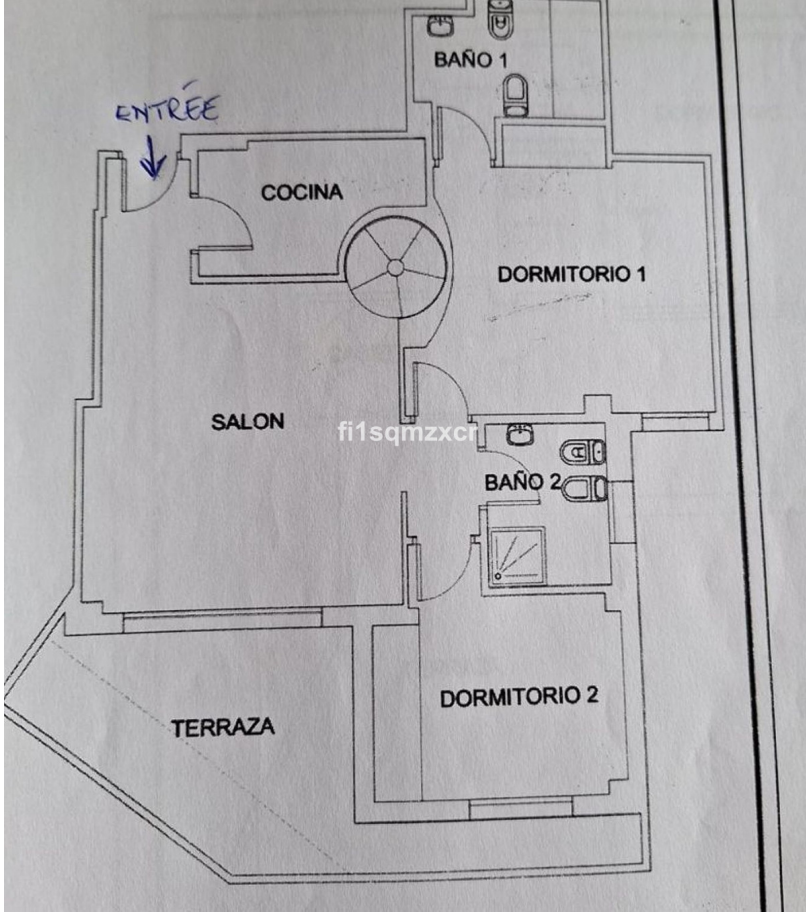 BAÑO 1
ENTRÉE
COCINA
DORMITORIO 1
SALON
fi1sqmzxcr
BAÑO 2
DORMITORIO 2
TERRAZA